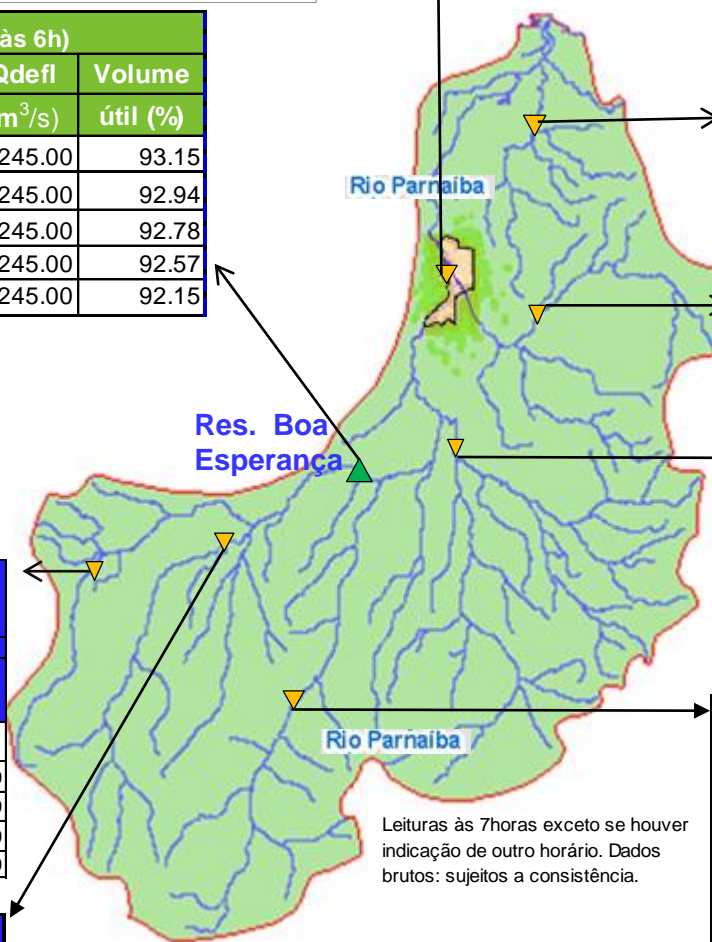 às 6h)
Qdefl Volume
m³/s) útil (%)
245.00 93.15
245.00 92.94
245.00 92.78
245.00 92.57
245.00 92.15
Rio Parnaíba
Res. Boa
Esperança
Rio Parnaíba
Leituras às 7horas exceto se houver
indicação de outro horário. Dados
brutos: sujeitos a consistência.